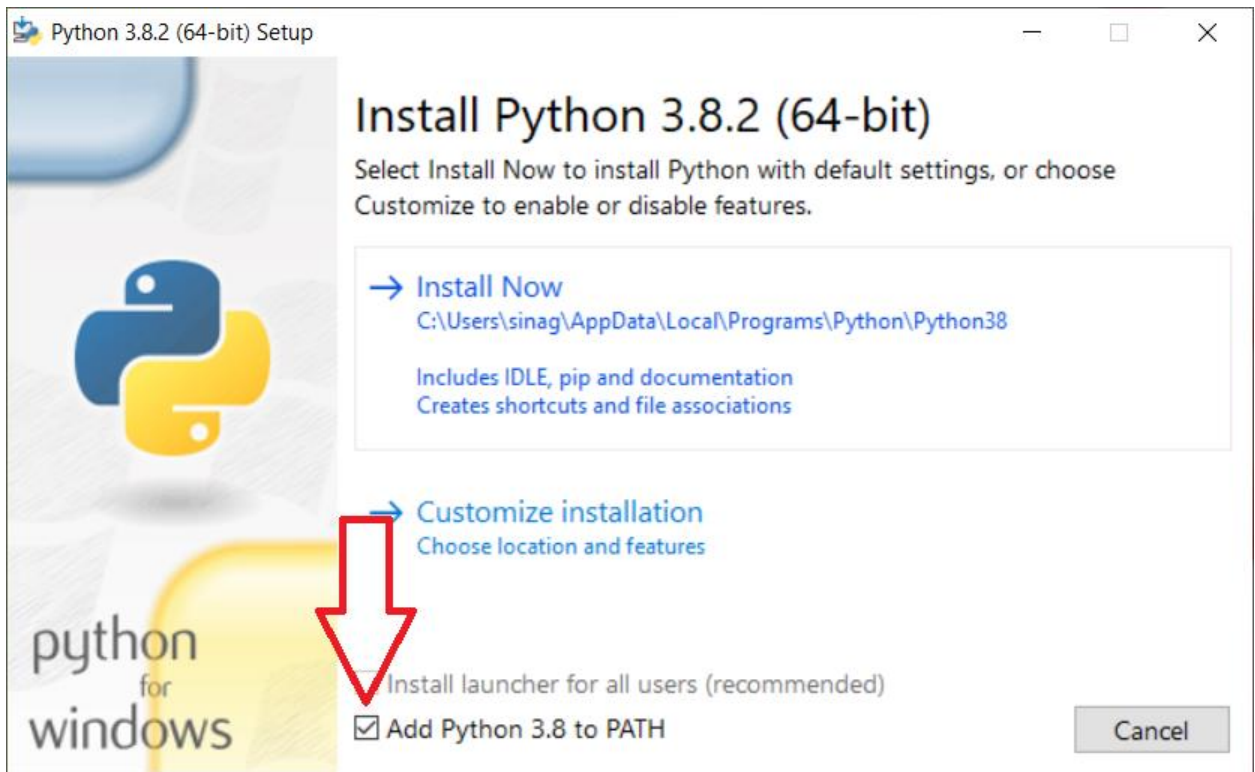 Python 3.8.2 (64-bit) Setup
Install Python 3.8.2 (64-bit)
Select Install Now to install Python with default settings, or choose
Customize to enable or disable features.
Install Now
C:\Users\sinag\AppData\Local\Programs\Python\Python38
Includes IDLE, pip and documentation
Creates shortcuts and file associations
Customize installation
Choose location and features
Install launcher for all users (recommended)
Add Python 3.8 to PATH
Cancel
python
for
windows